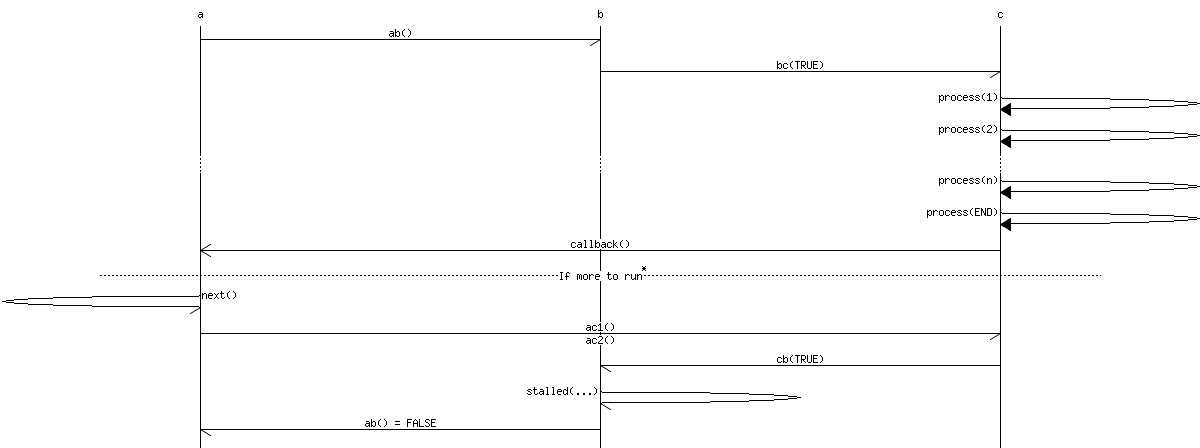 a b c
ab()
bc(TRUE)
process(1)
process(2)
process(n)
process(END)
callback()
If more to run*
next()
ac1()
ac2()
cb(TRUE)
stalled(...)
ab() = FALSE